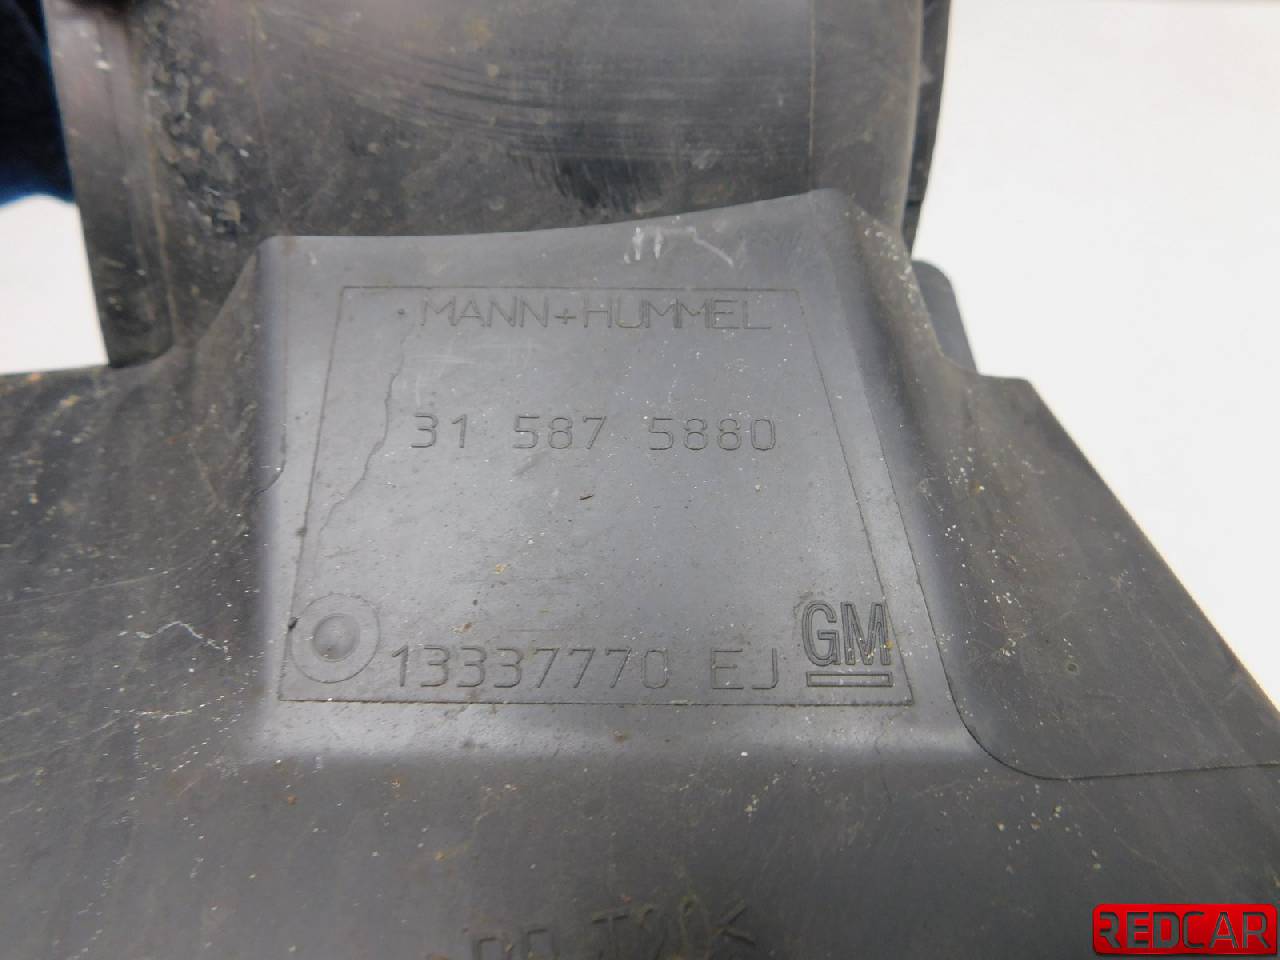 MANN+HUMMEL
31 587 5880
13337770 EJ GM
REDCAR